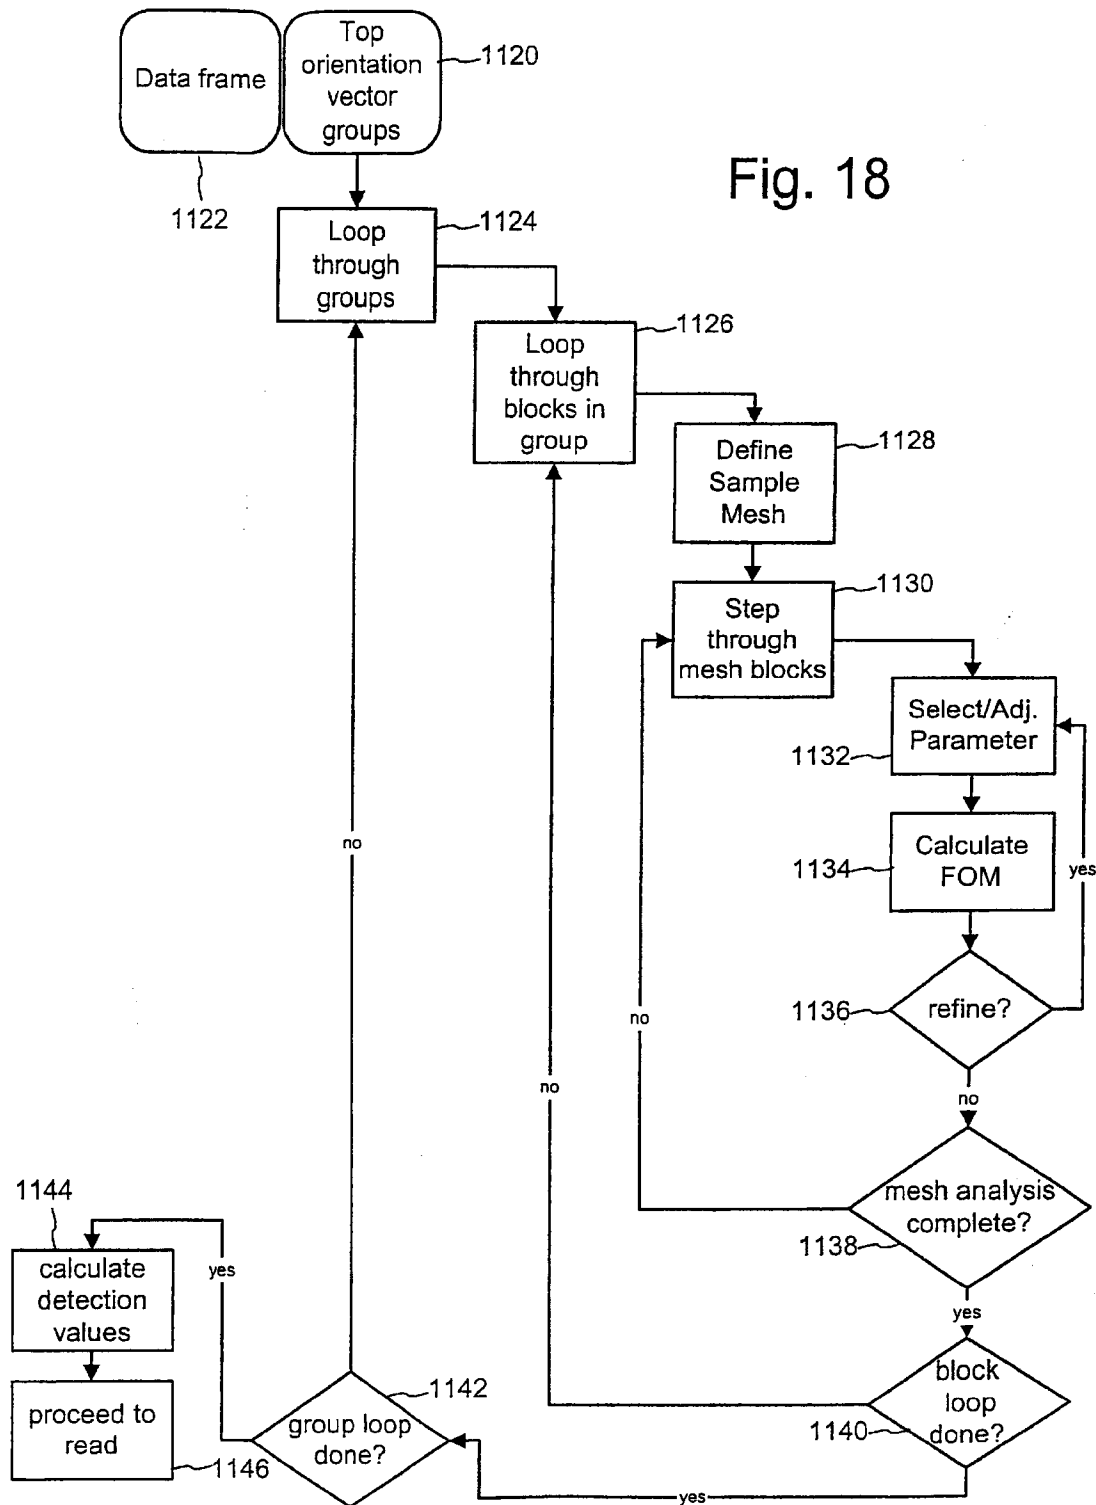 Data frame
Top
orientation
vector
groups
1120
1122
Fig. 18
Loop
through
groups
1124
Loop
through
blocks in
group
1126
Define
Sample
Mesh
1128
Step
through
mesh blocks
1130
Select/Adj.
Parameter
1132
Calculate
FOM
1134
yes
refine?
1136
no
no
no
no
mesh analysis
complete?
1138
yes
block
loop
done?
1140
yes
group loop
done?
1142
yes
1144
calculate
detection
values
proceed to
read
1146